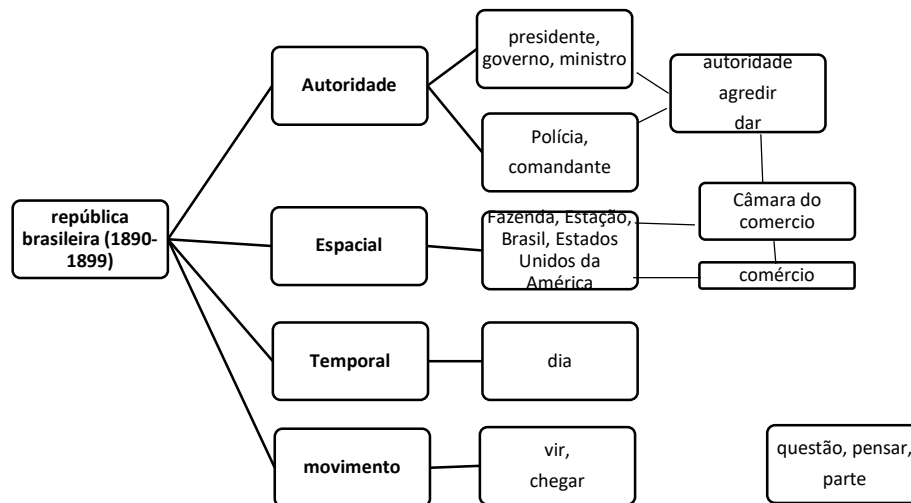 república
brasileira (1890-
1899)
Autoridade
presidente,
governo, ministro
Polícia,
comandante
autoridade
agredir
dar
Espacial
Fazenda, Estação,
Brasil, Estados
Unidos da
América
Câmara do
comercio
comércio
Temporal
dia
movimento
vir,
chegar
questão, pensar,
parte